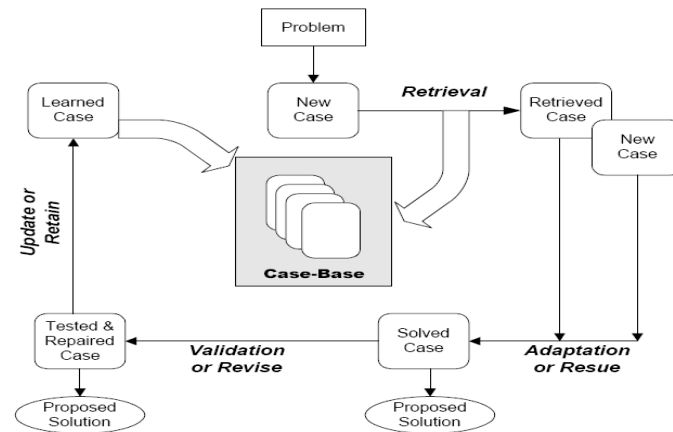 Problem
Learned
Case
New
Case
Retrieval
Retrieved
Case
New
Case
Case-Base
Update or
Retain
Tested &
Repaired
Case
Validation
or Revise
Solved
Case
Adaptation
or Resue
Proposed
Solution
Proposed
Solution